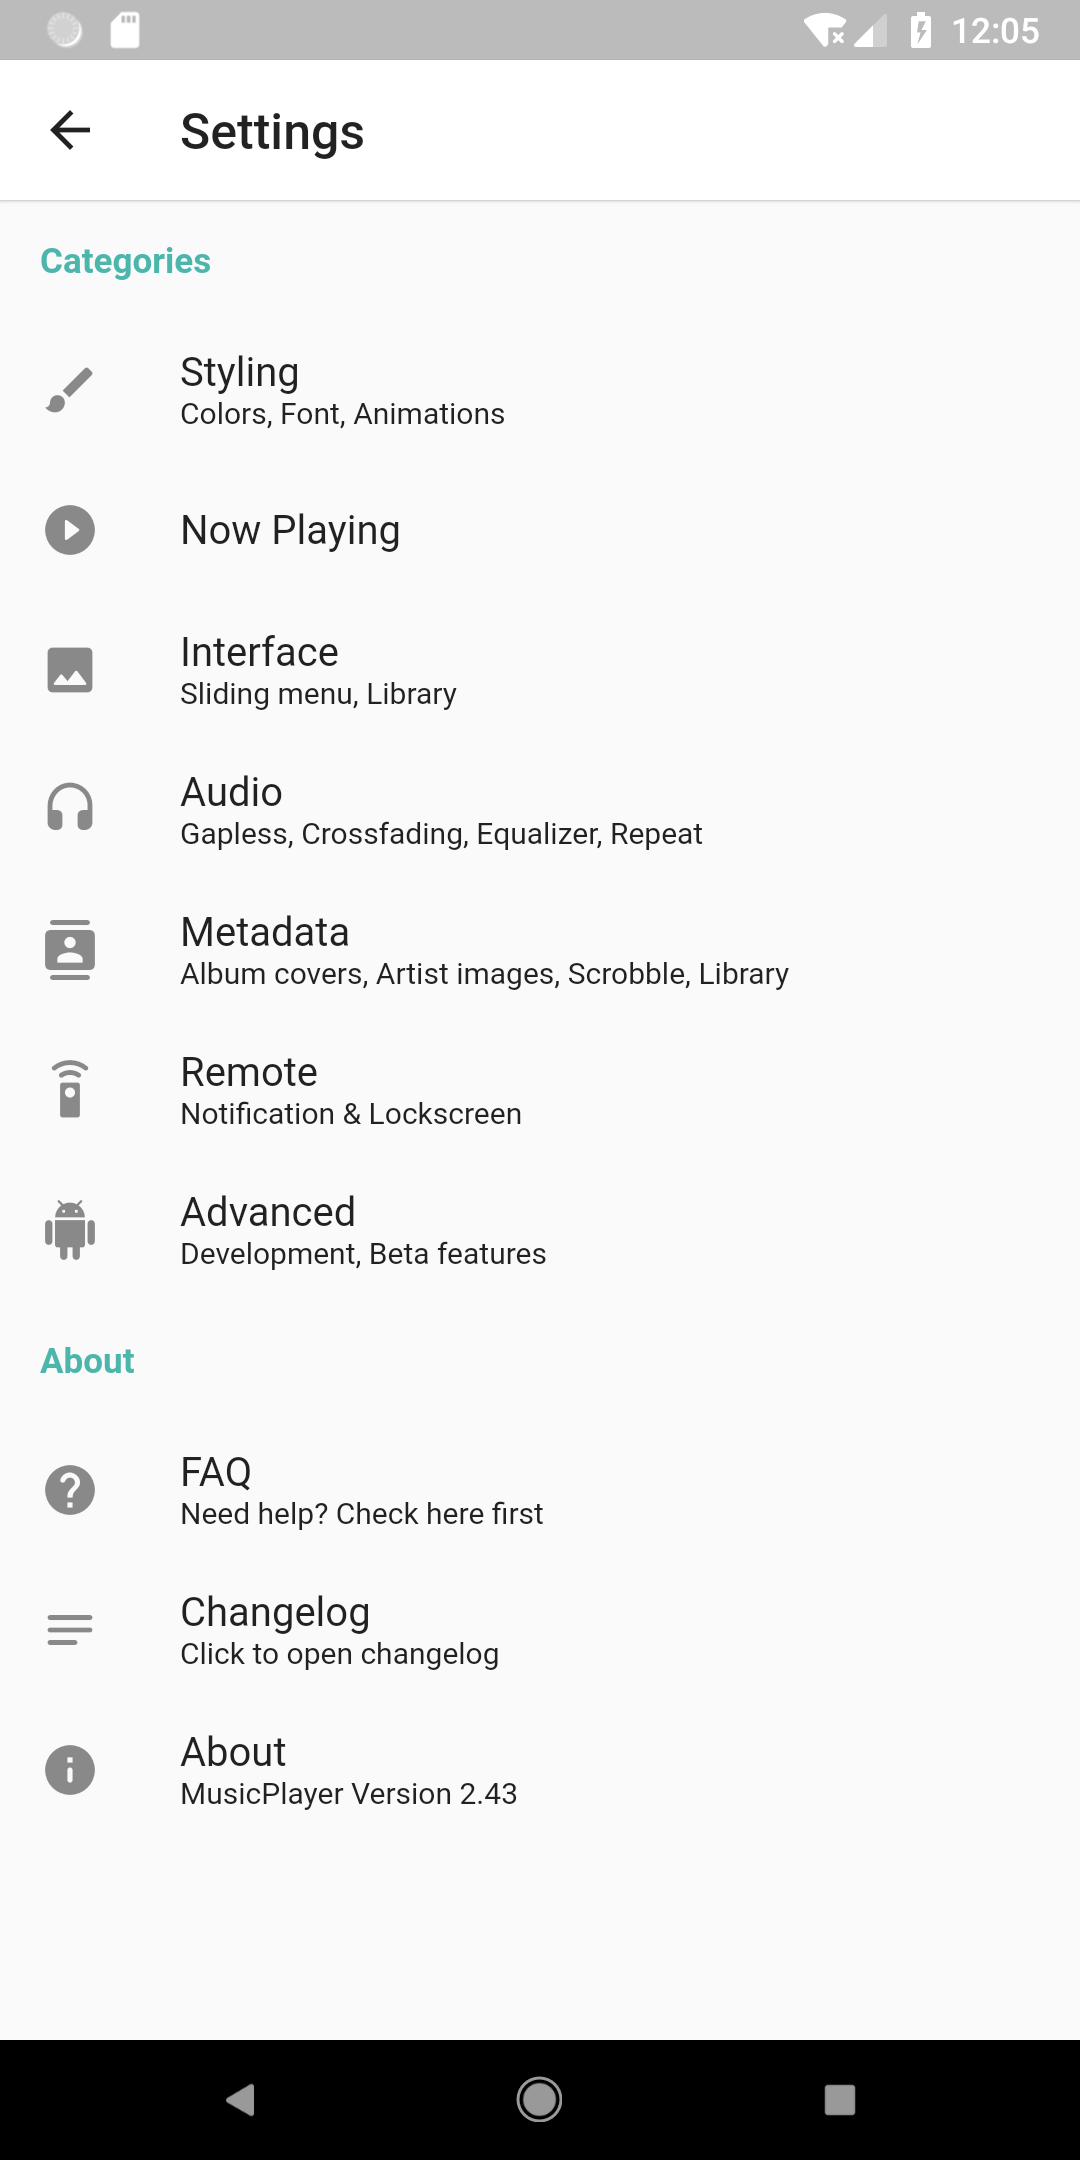 12:05
Settings
Categories
Styling
Colors, Font, Animations
Now Playing
Interface
Sliding menu, Library
Audio
Gapless, Crossfading, Equalizer, Repeat
Metadata
Album covers, Artist images, Scrobble, Library
Remote
Notification & Lockscreen
Advanced
Development, Beta features
About
FAQ
Need help? Check here first
Changelog
Click to open changelog
About
MusicPlayer Version 2.43